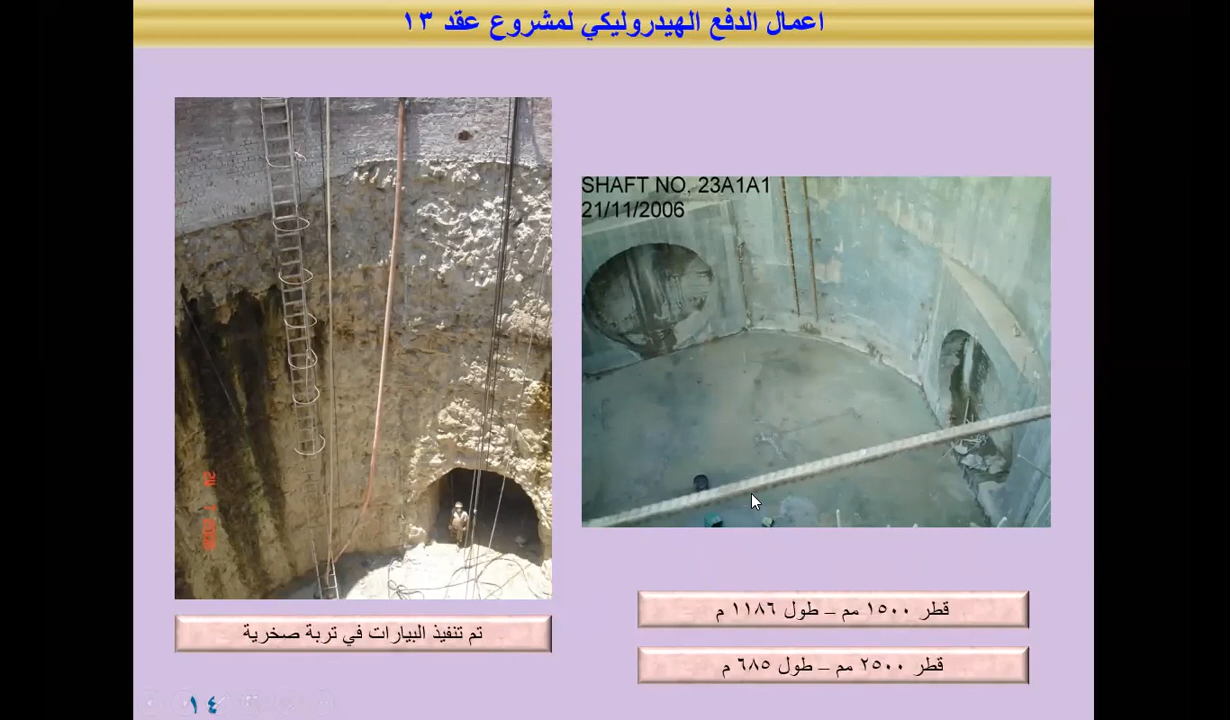 اعمال الدفع الهيدروليكي لمشروع عقد ١٣
SHAFT NO. 23A1A1
21/11/2006
قطر ١٥٠٠ مم – طول ١١٨٦ م
تم تنفيذ البيارات في تربة صخرية
قطر ٢٥٠٠ مم – طول ٦٨٥ م
١٤